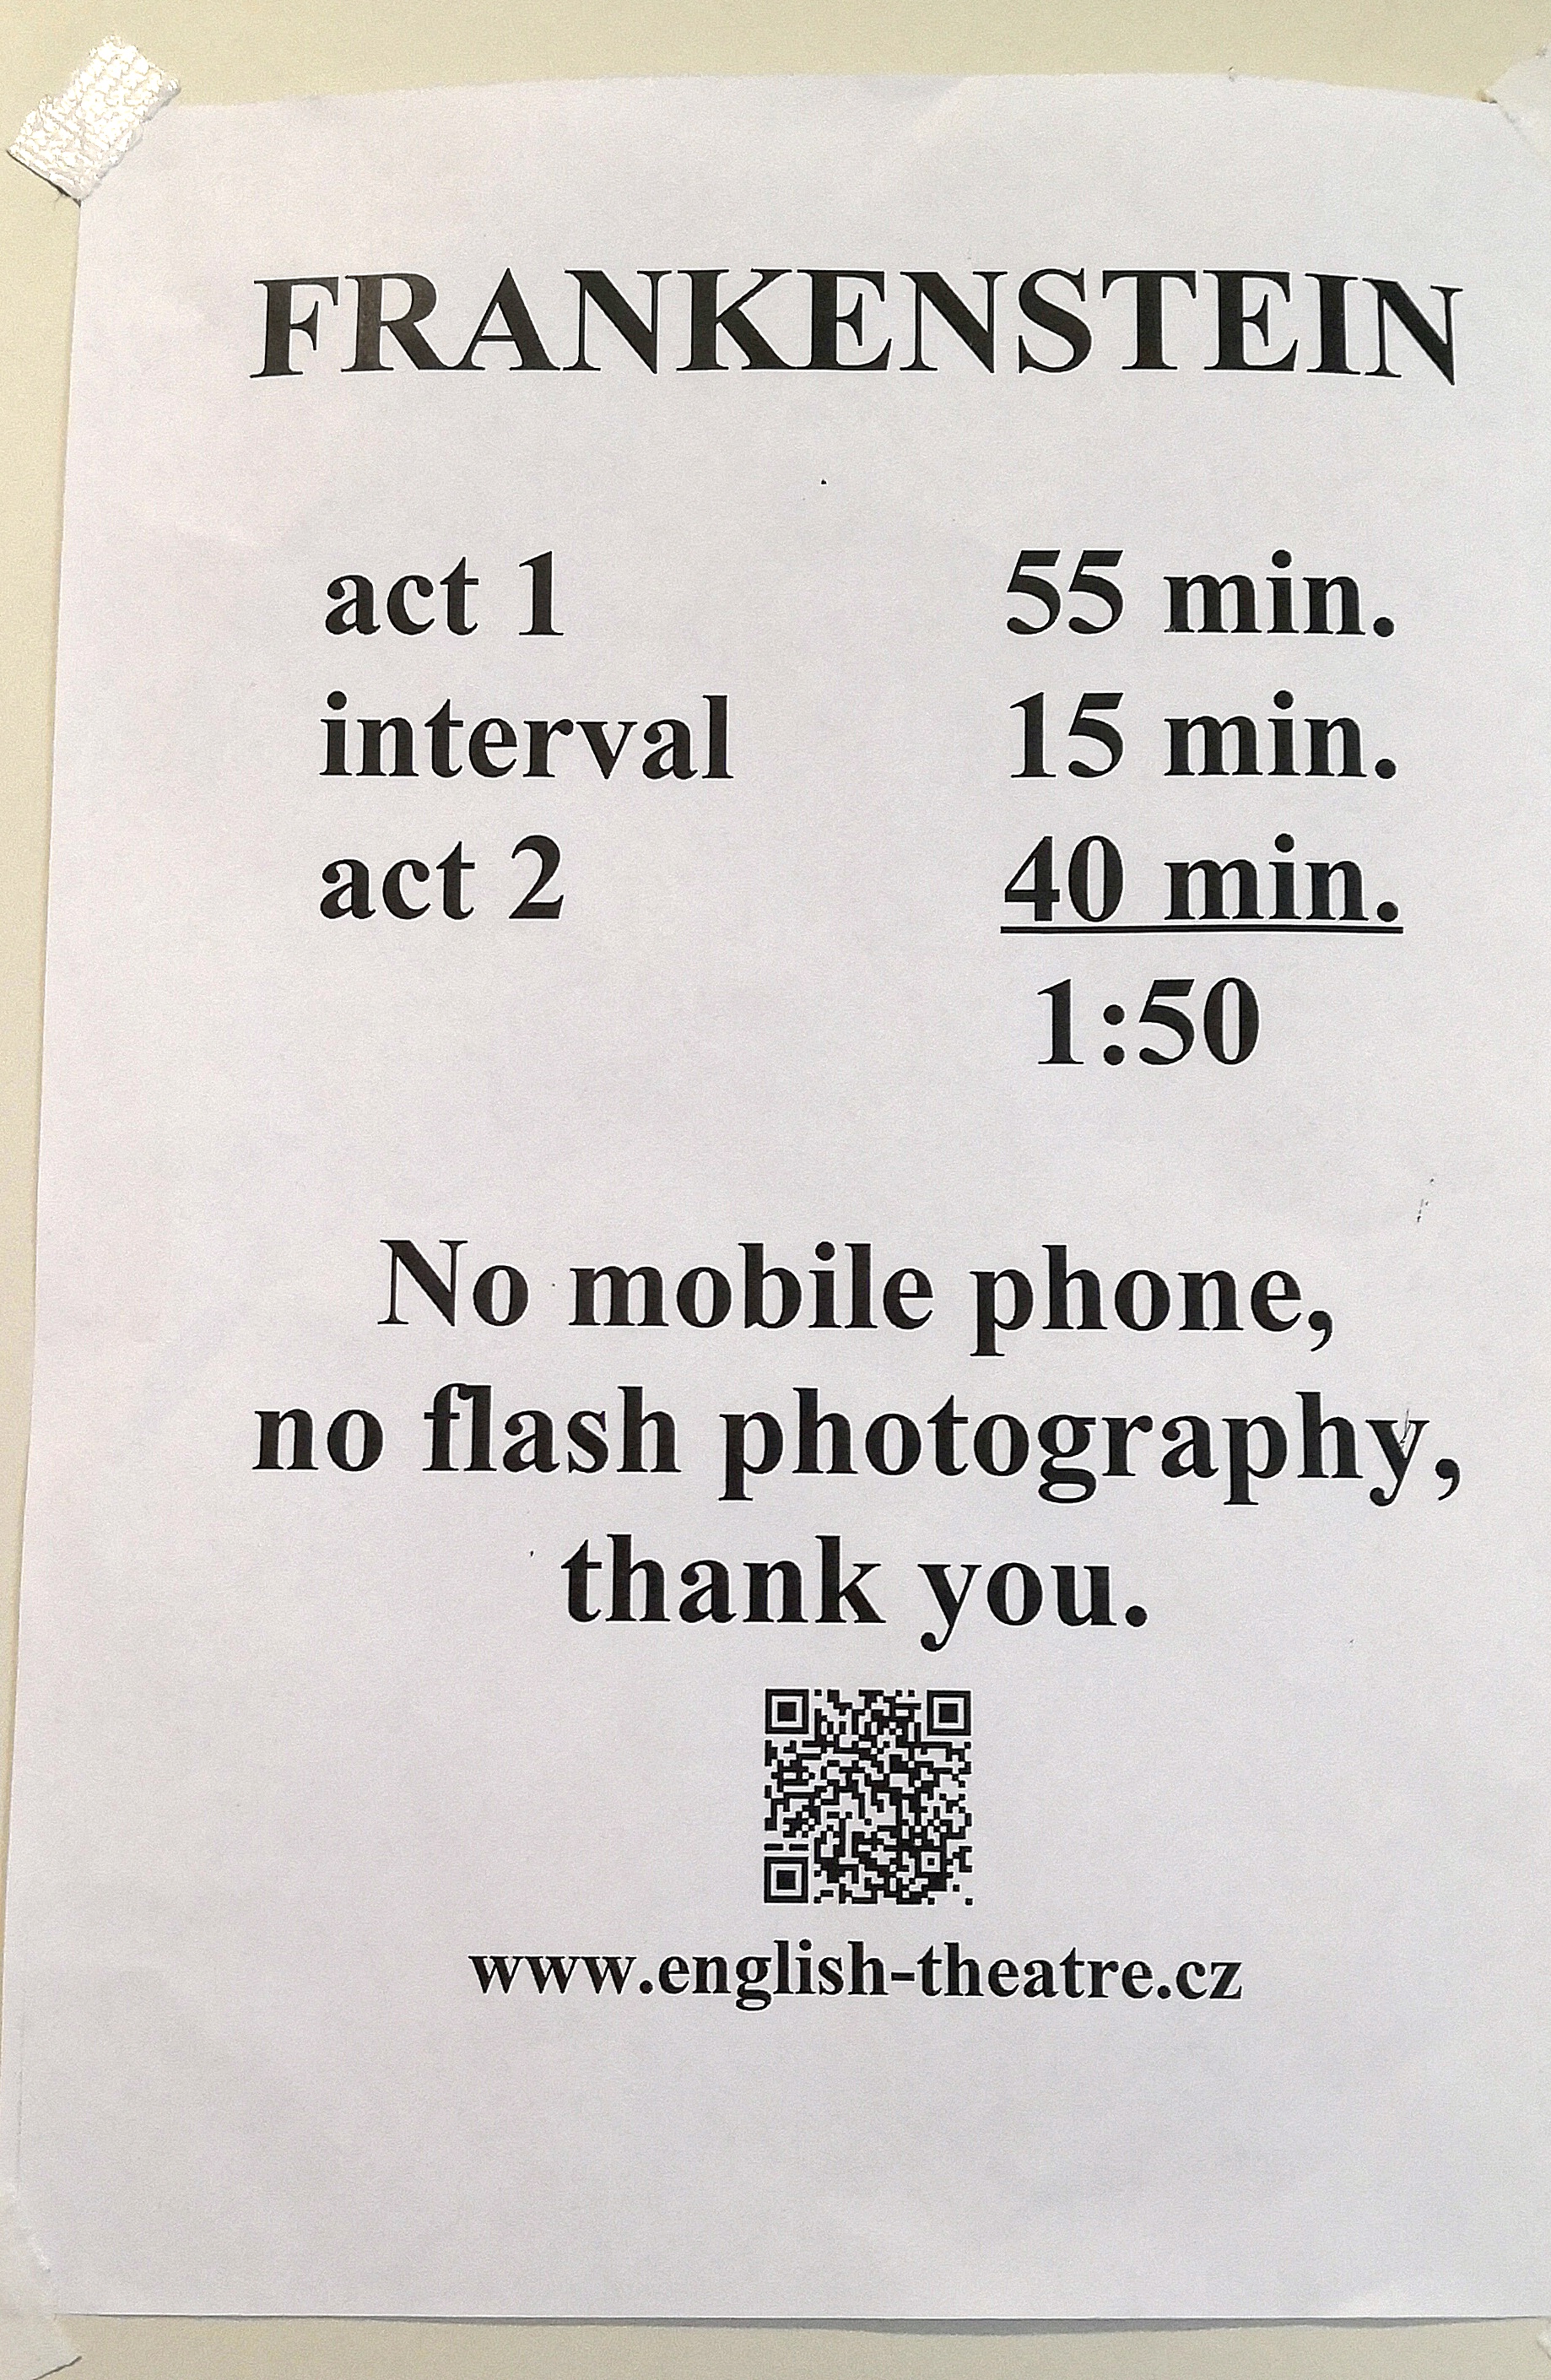 FRANKENSTEIN
act 1 55 min.
interval 15 min.
act 2 40 min.
1:50
No mobile phone,
no flash photography,
thank you.
www.english-theatre.cz